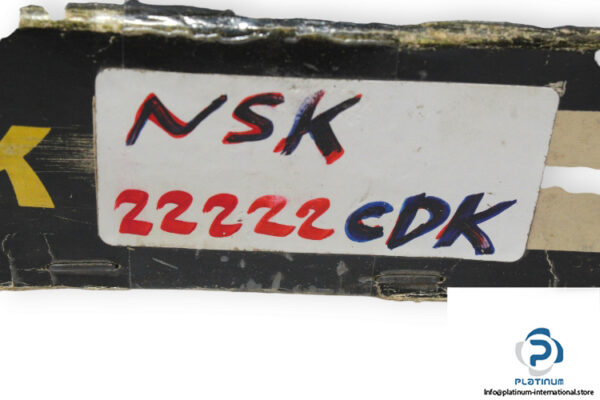 NSK
K
22222 CDK
PLATINUM
Info@platinum-international.store